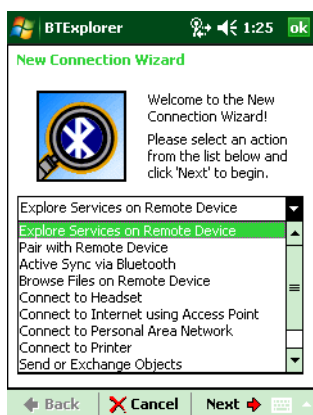 BTExplorer 1:25 ok
New Connection Wizard
Welcome to the New
Connection Wizard!
Please select an action
from the list below and
click 'Next' to begin.
Explore Services on Remote Device
Explore Services on Remote Device
Pair with Remote Device
Active Sync via Bluetooth
Browse Files on Remote Device
Connect to Headset
Connect to Internet using Access Point
Connect to Personal Area Network
Connect to Printer
Send or Exchange Objects
Back Cancel Next